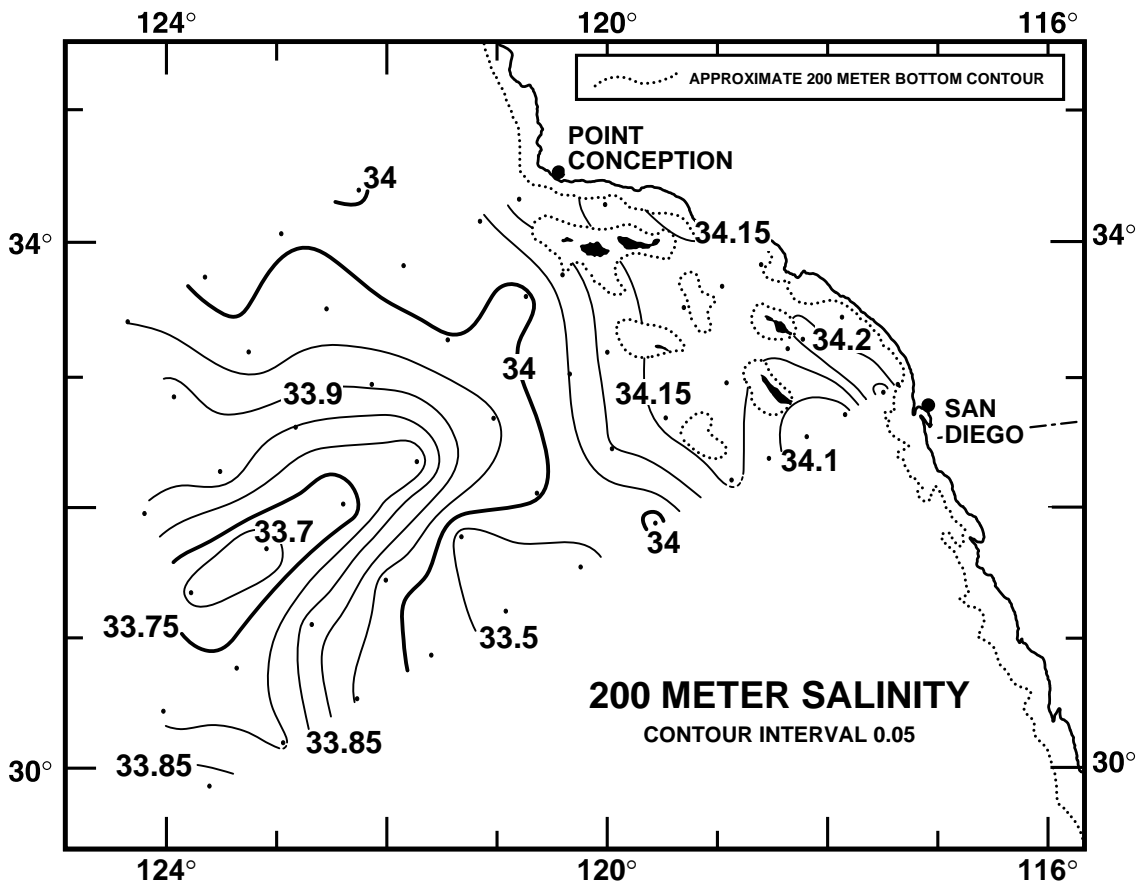 124° 120° 116°
APPROXIMATE 200 METER BOTTOM CONTOUR
POINT
CONCEPTION
34
34.15
34° 34°
34.2
34
33.9 34.15
SAN
DIEGO
34.1
33.7 34
33.75 33.5
200 METER SALINITY
CONTOUR INTERVAL 0.05
33.85
33.85
30° 30°
124° 120° 116°